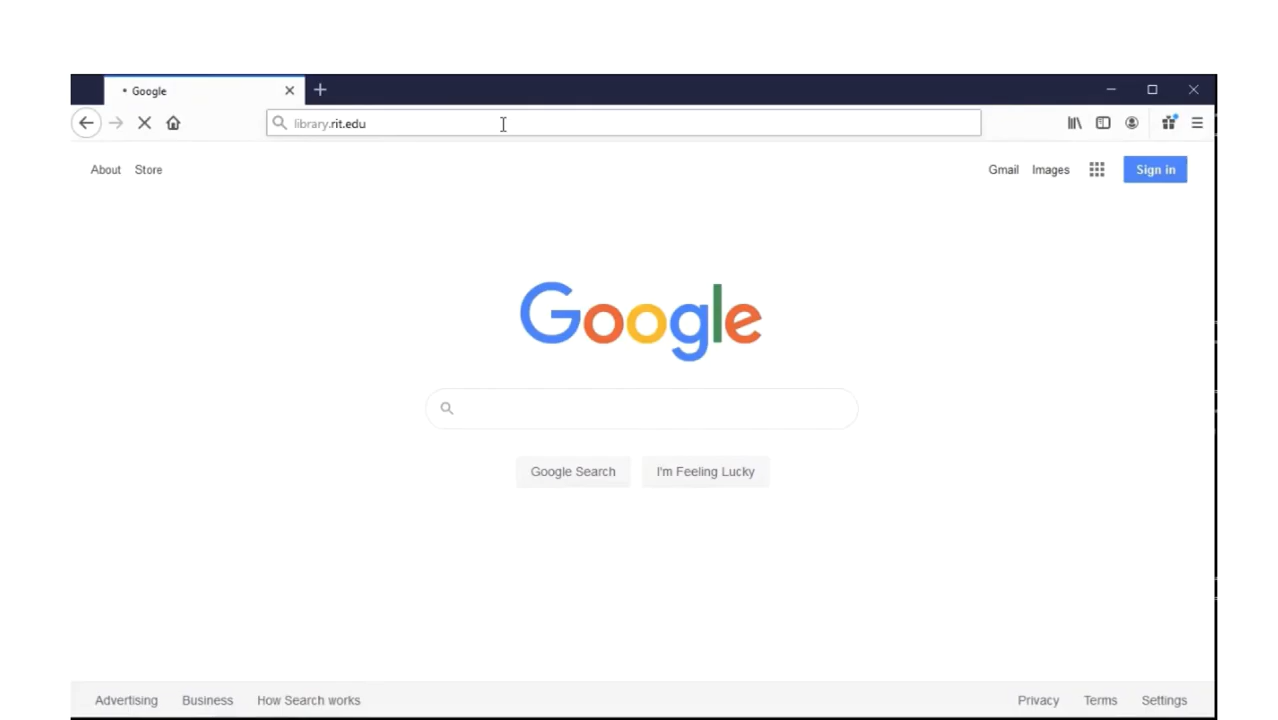 Google
library.rit.edu
About Store
Gmail Images Sign in
Google
Google Search I'm Feeling Lucky
Advertising Business How Search works
Privacy Terms Settings